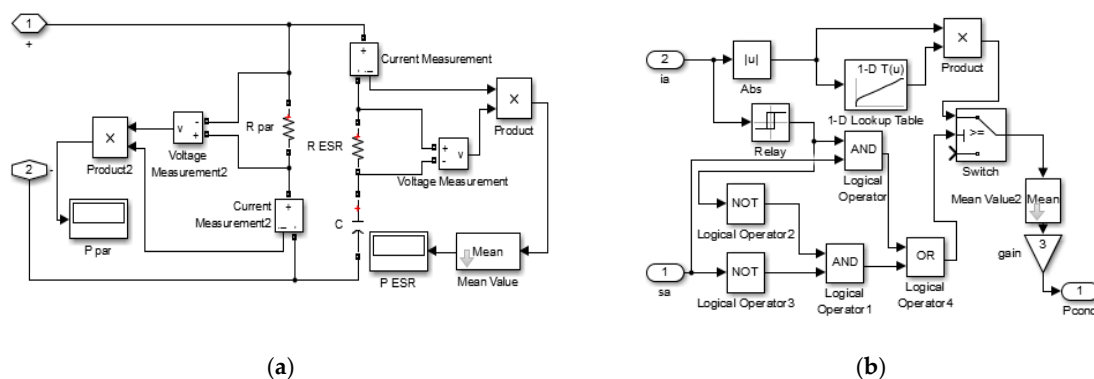 1
+
Current Measurement
+
-
R par
v
-
+
Voltage
Measurement2
×
Product2
R ESR
+
-
v
Voltage Measurement
×
Product
2
-
P par
Current
Measurement2
+
-
C
P ESR
Mean
Mean Value
(a)
2
ia
|u|
Abs
1-D T(u)
1-D Lookup Table
×
Product
Relay
AND
Logical
Operator
>=
Switch
NOT
Logical Operator2
Mean Value2
Mean
1
sa
NOT
Logical Operator3
AND
Logical
Operator1
OR
Logical
Operator4
gain
3
1
Pcond
(b)